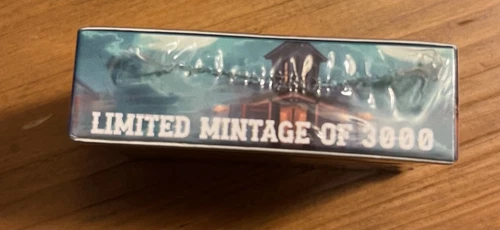 LIMITED MINTAGE OF 3000